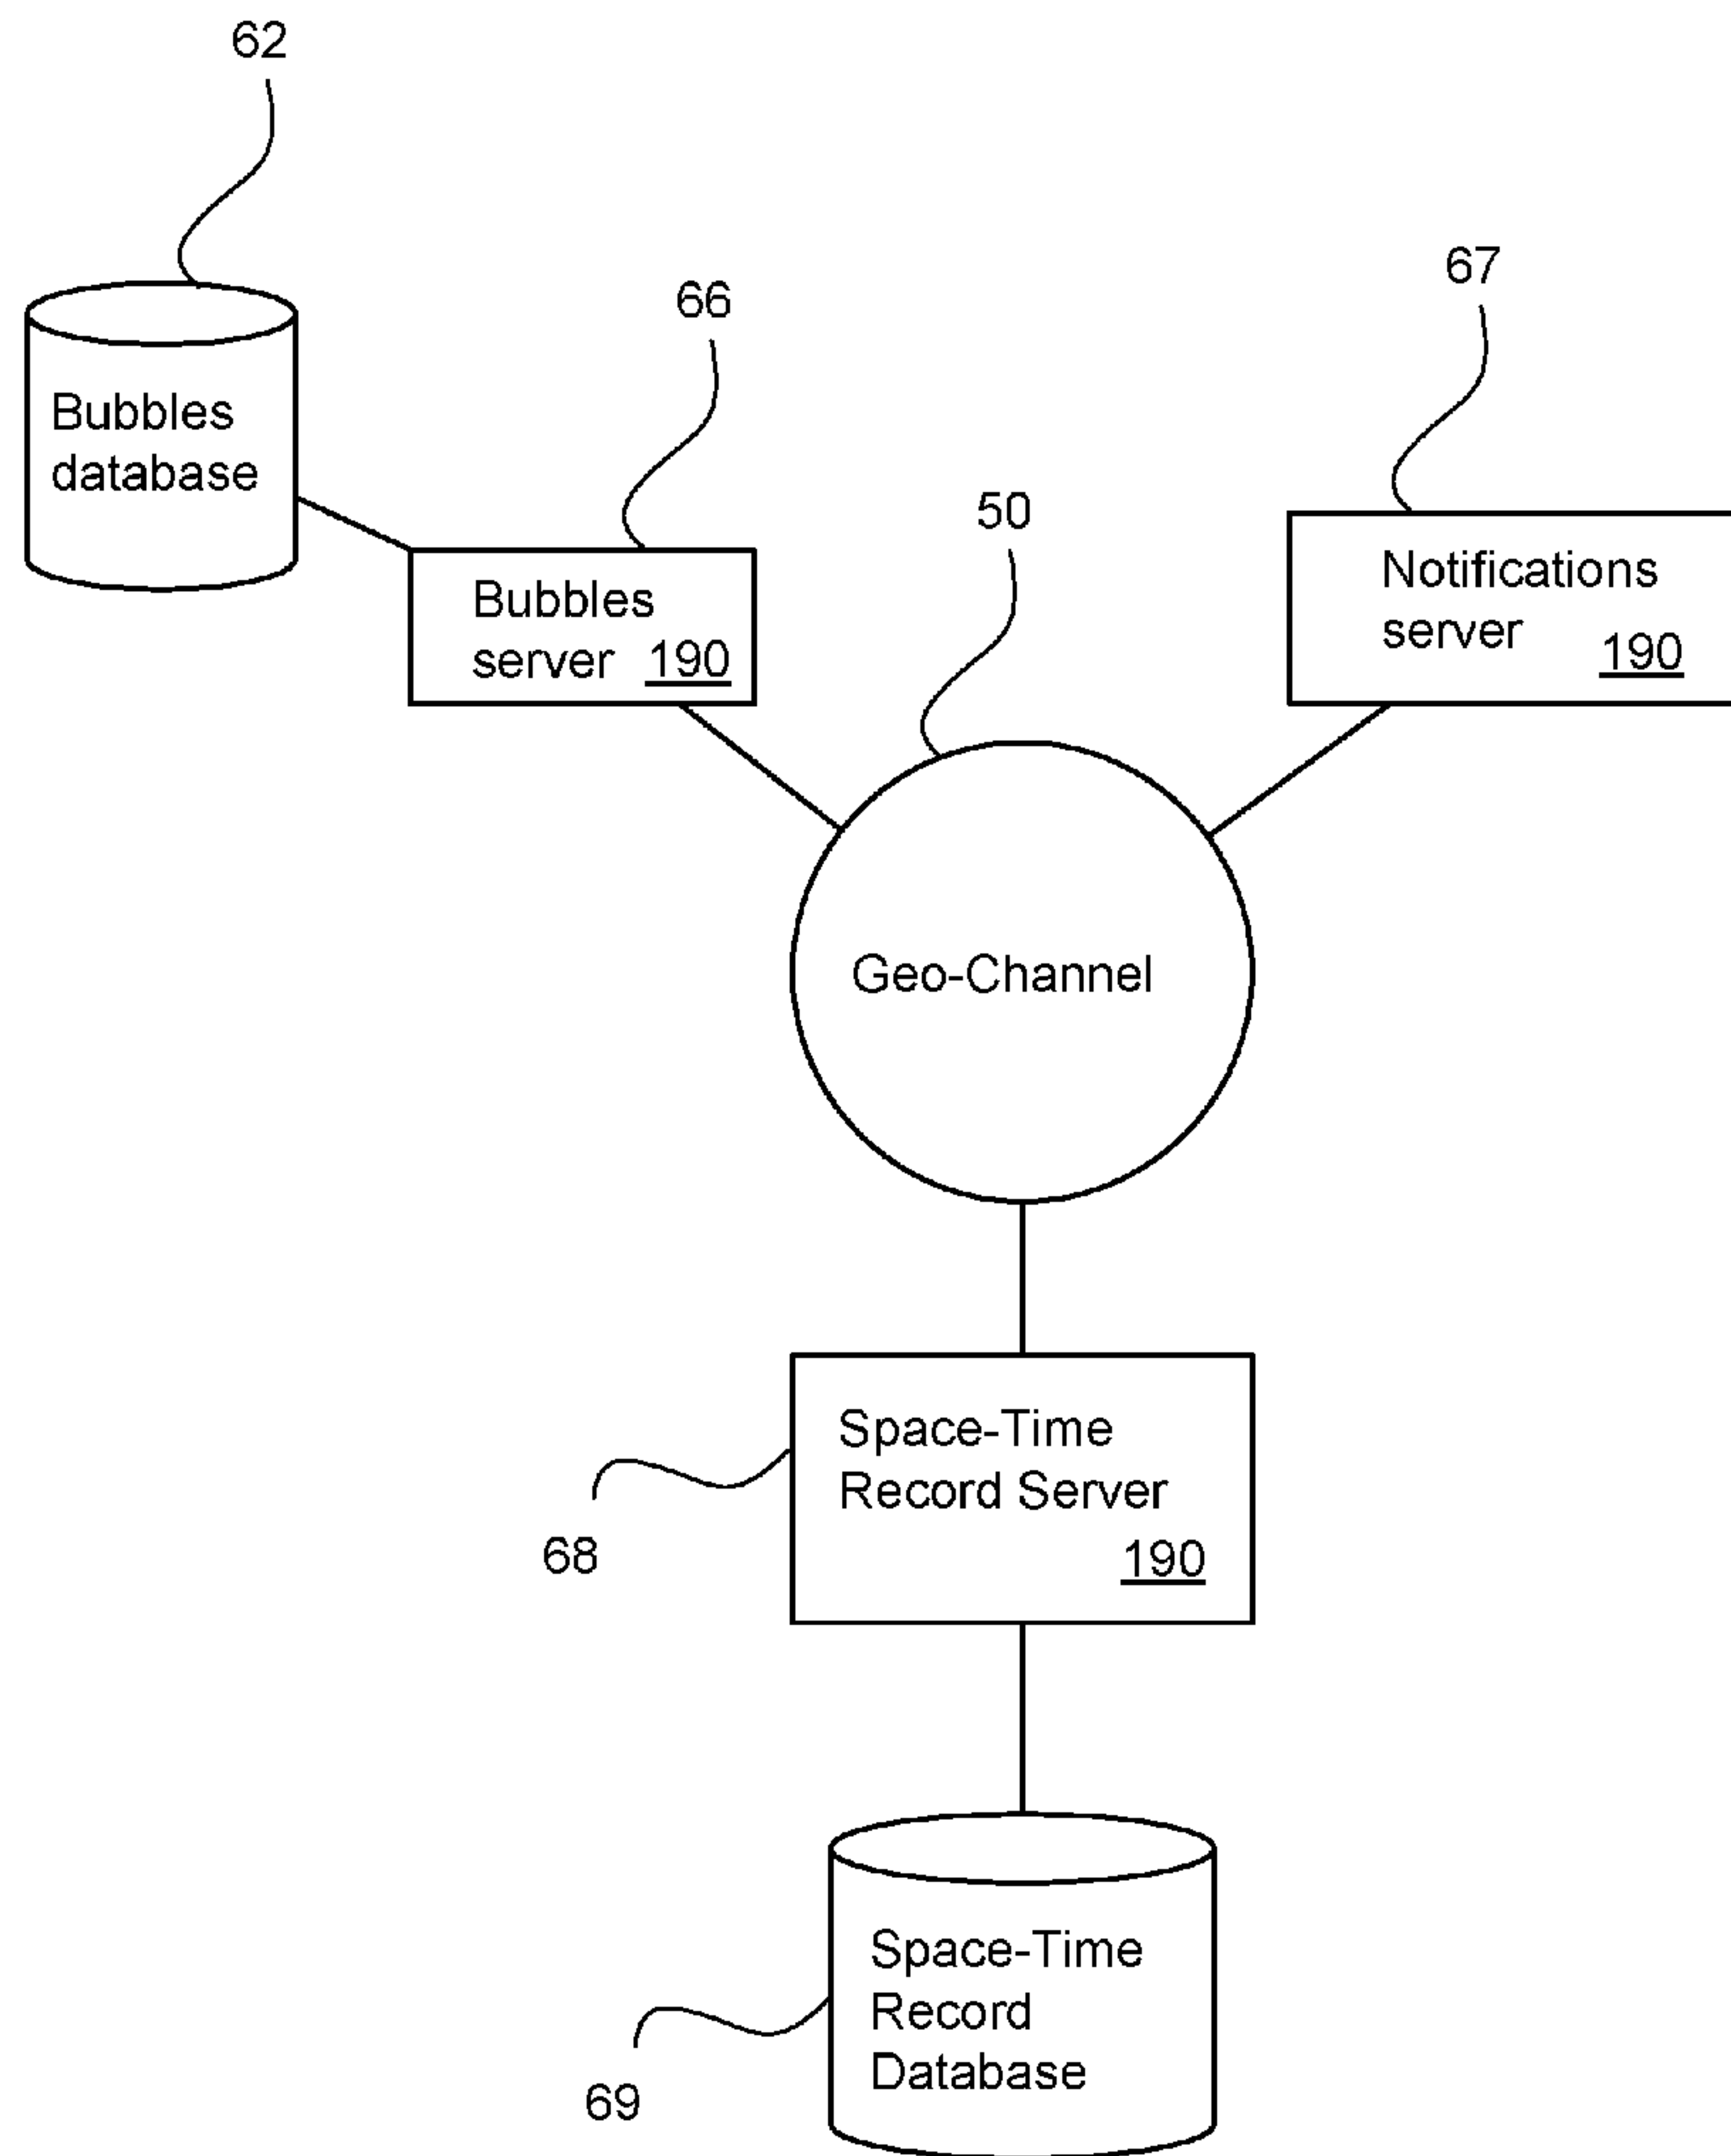 62
67
66
Bubbles
database
50
Notifications
server 190
Bubbles
server 190
Geo-Channel
Space-Time
Record Server
190
68
Space-Time
Record
Database
69